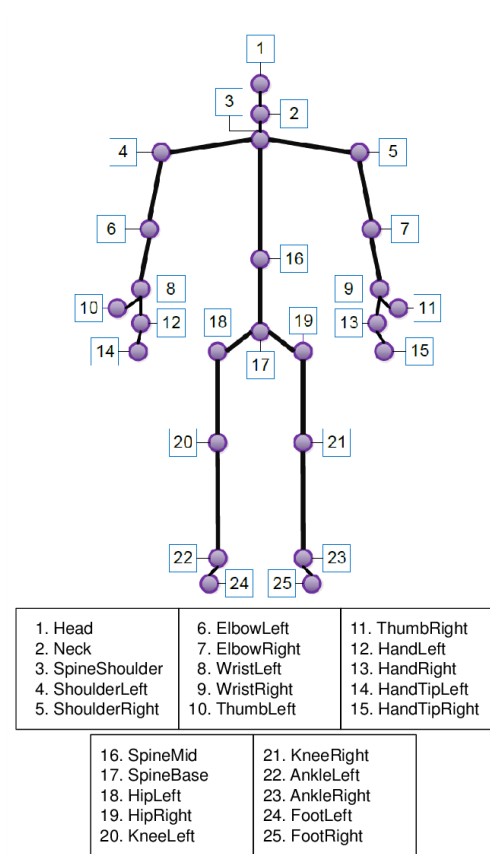 1
3
2
4
5
6
7
16
8
9
10
11
12
13
18
19
14
17
15
20
21
22
23
24
25
1. Head
2. Neck
3. SpineShoulder
4. ShoulderLeft
5. ShoulderRight
6. ElbowLeft
7. ElbowRight
8. WristLeft
9. WristRight
10. ThumbLeft
11. ThumbRight
12. HandLeft
13. HandRight
14. HandTipLeft
15. HandTipRight
16. SpineMid
17. SpineBase
18. HipLeft
19. HipRight
20. KneeLeft
21. KneeRight
22. AnkleLeft
23. AnkleRight
24. FootLeft
25. FootRight